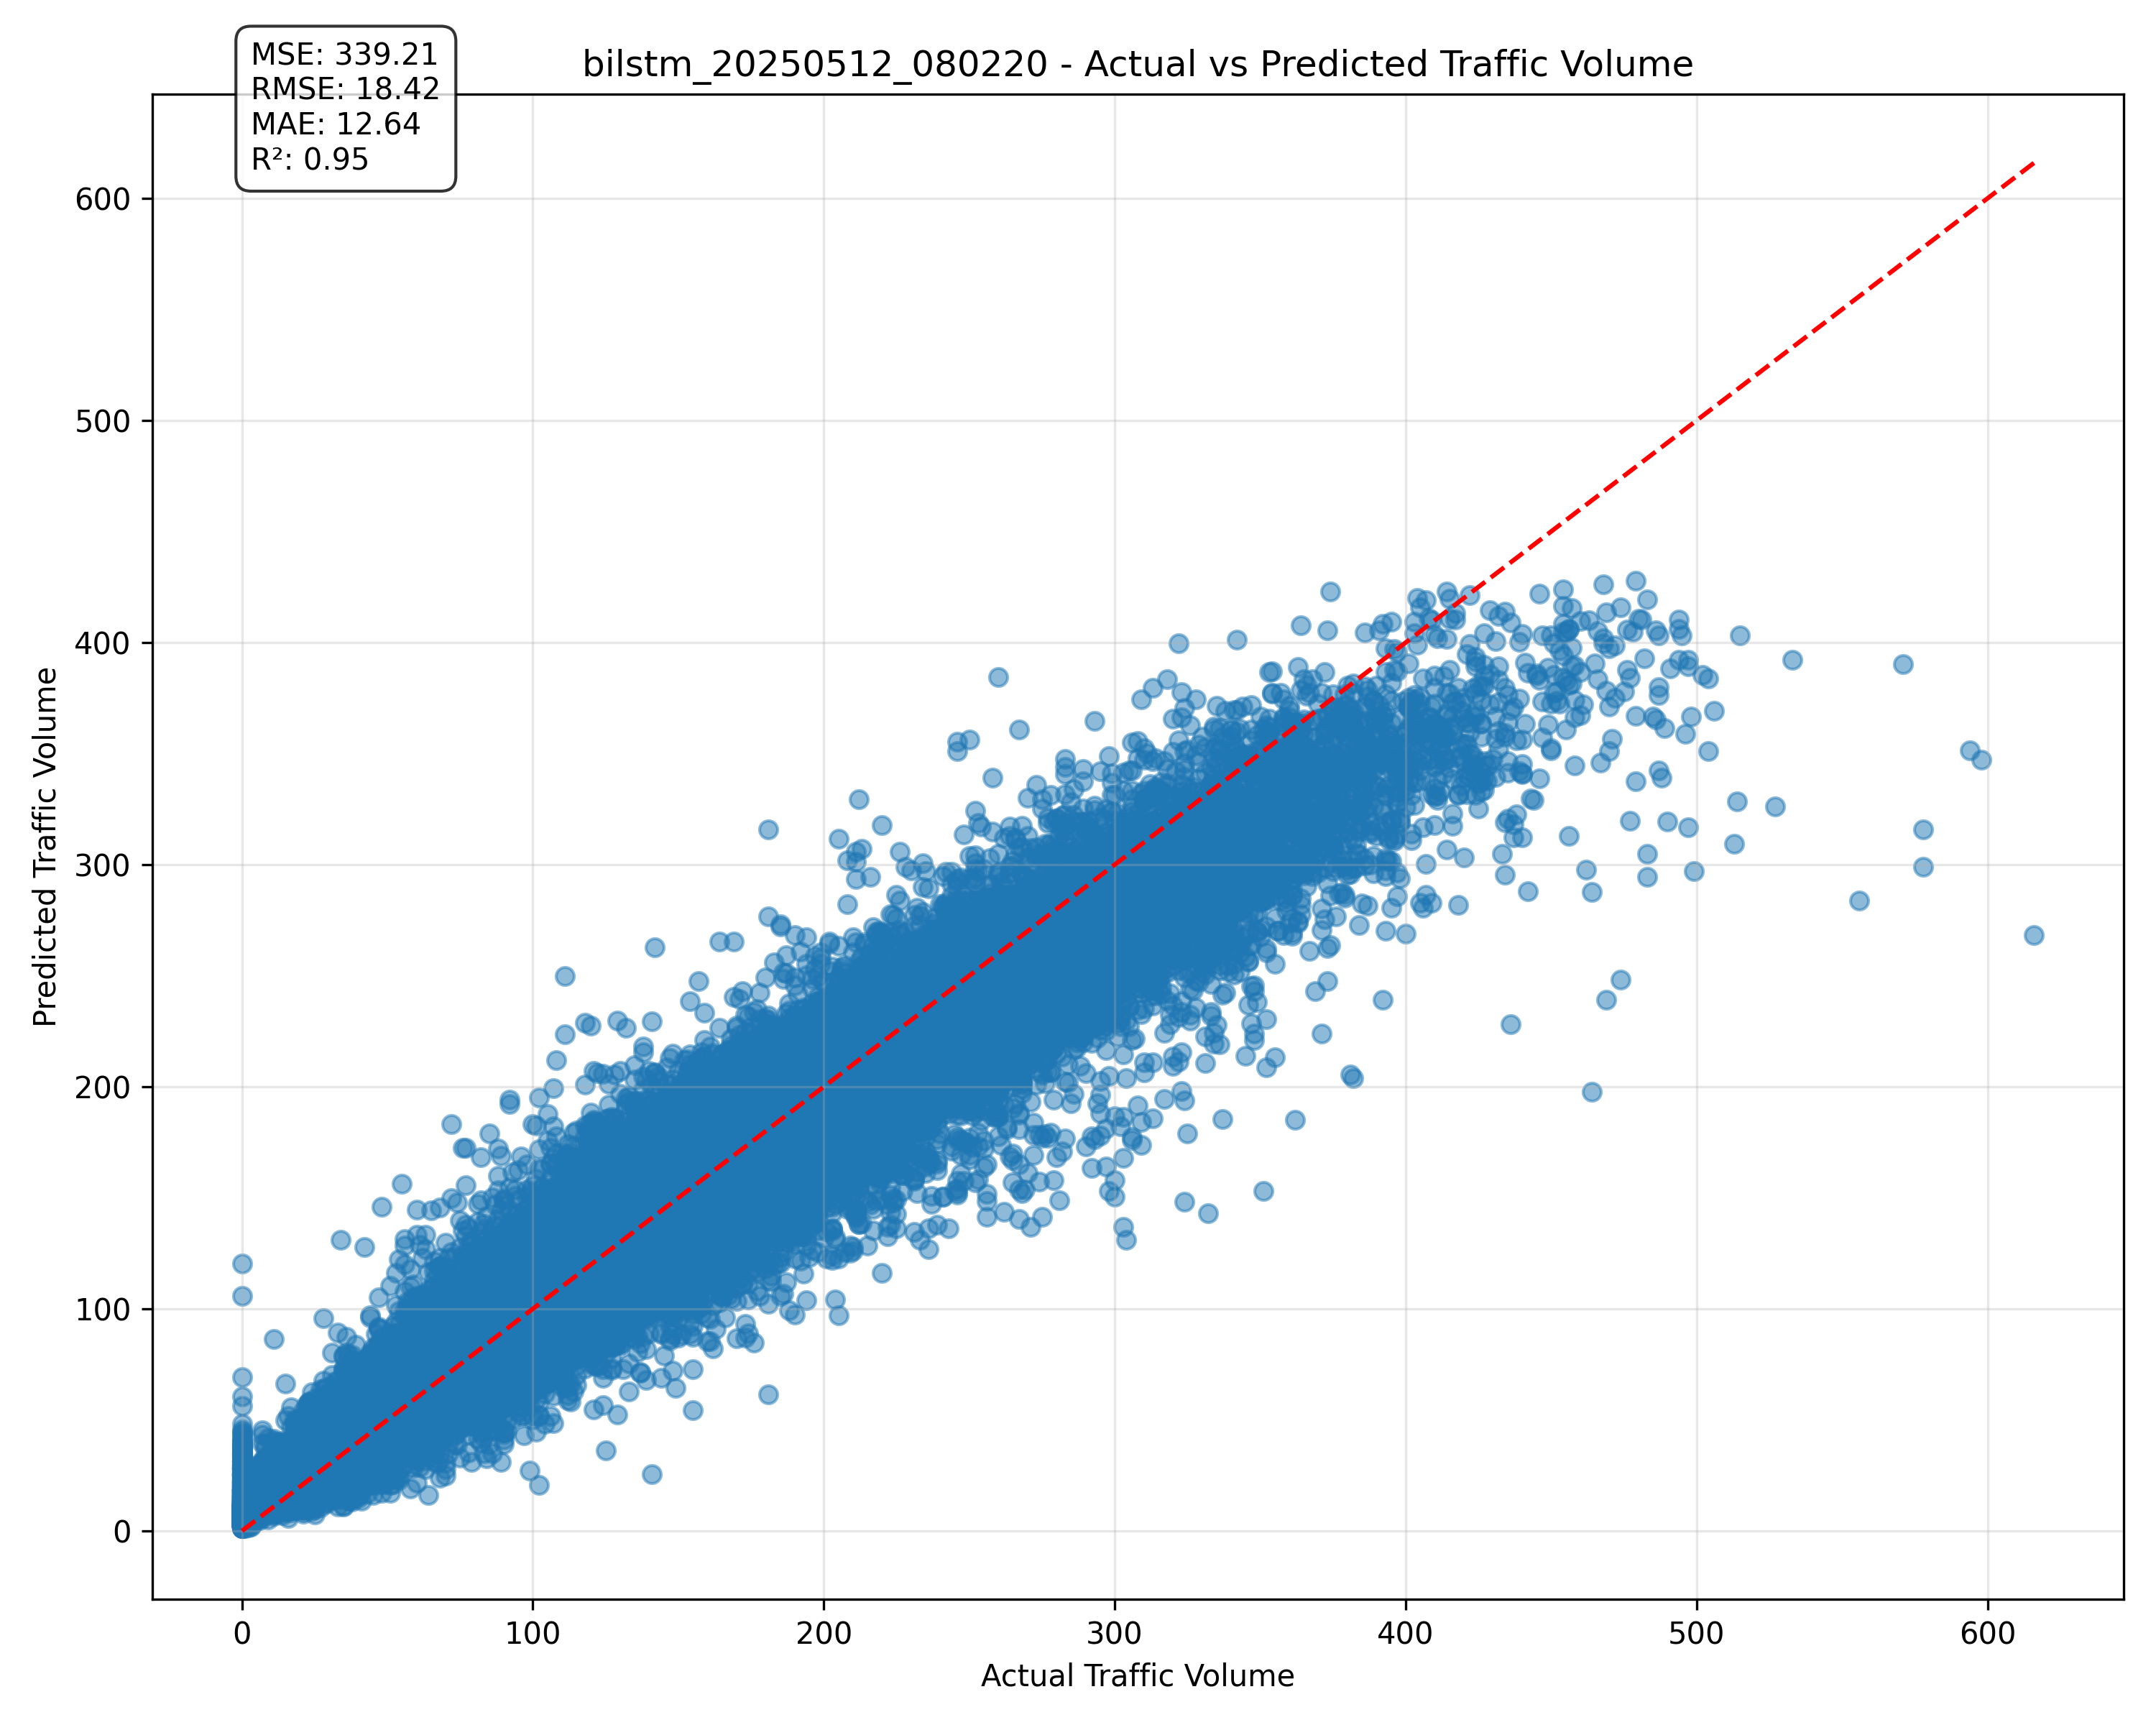 MSE: 339.21
RMSE: 18.42
MAE: 12.64
R²: 0.95
bilstm_20250512_080220 - Actual vs Predicted Traffic Volume
Predicted Traffic Volume
600
500
400
300
200
100
0
0 100 200 300 400 500 600
Actual Traffic Volume